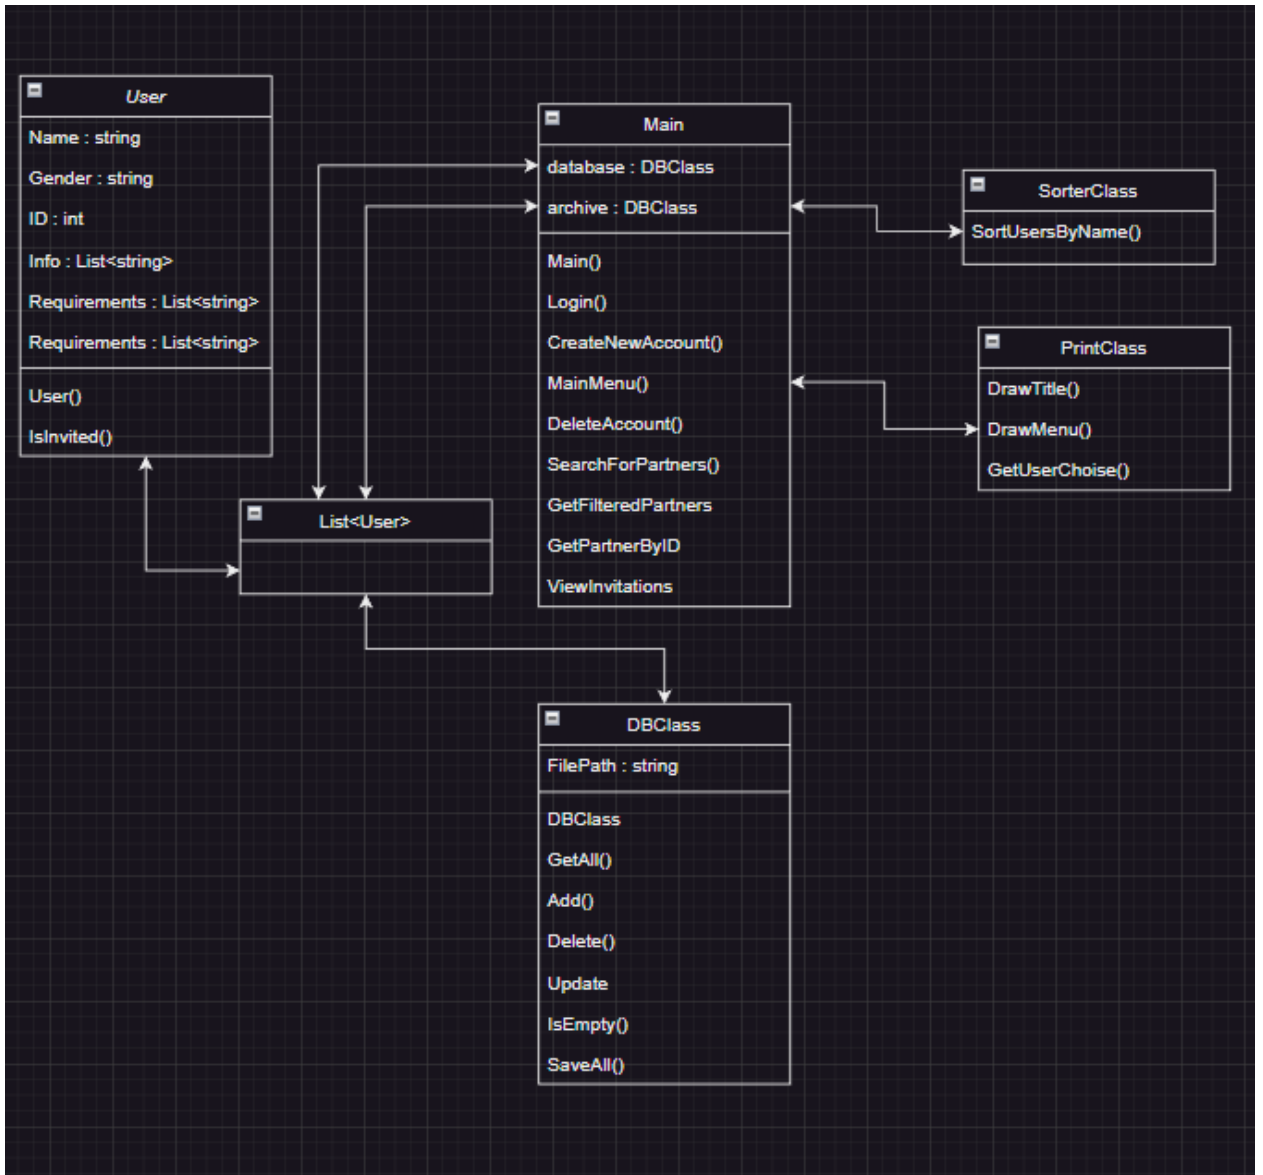 User
Name : string
Gender : string
ID : int
Info : List<string>
Requirements : List<string>
Requirements : List<string>
User()
IsInvited()
List<User>
Main
database : DBClass
archive : DBClass
Main()
Login()
CreateNewAccount()
MainMenu()
DeleteAccount()
SearchForPartners()
GetFilteredPartners
GetPartnerByID
ViewInvitations
SorterClass
SortUsersByName()
PrintClass
DrawTitle()
DrawMenu()
GetUserChoise()
DBClass
FilePath : string
DBClass
GetAll()
Add()
Delete()
Update
IsEmpty()
SaveAll()